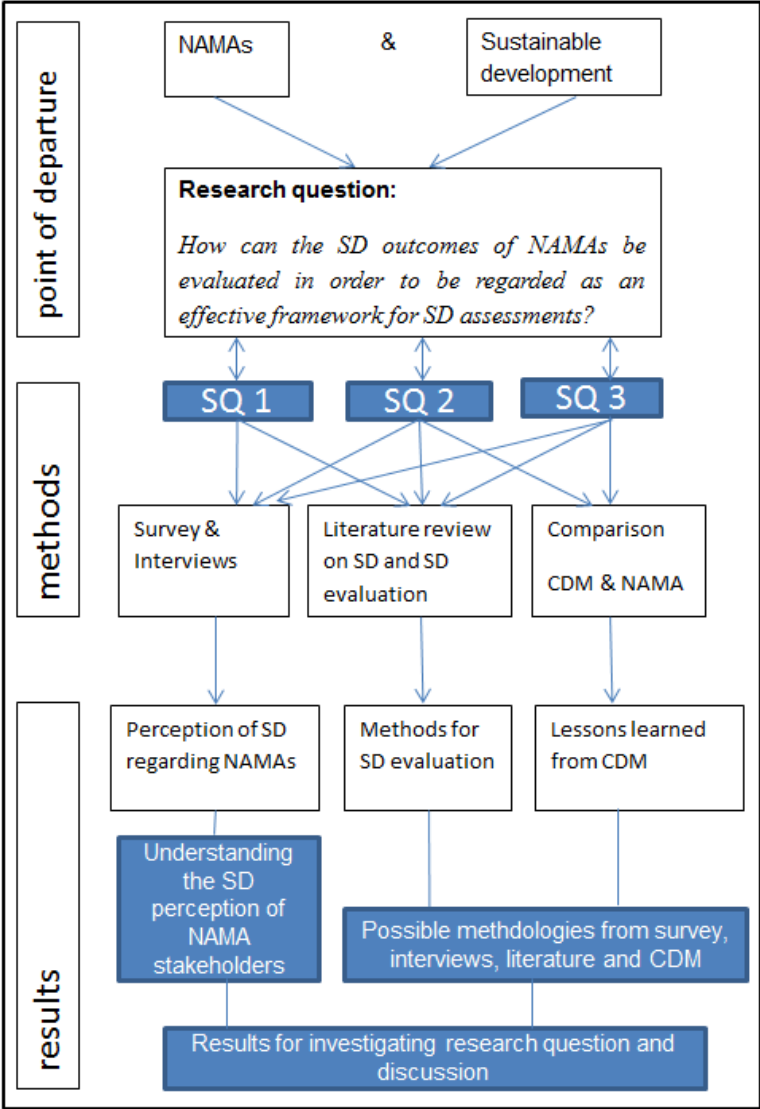 point of departure
NAMAs
&
Sustainable
development
Research question:
How can the SD outcomes of NAMAs be
evaluated in order to be regarded as an
effective framework for SD assessments?
methods
SQ 1
SQ 2
SQ 3
Survey &
Interviews
Literature review
on SD and SD
evaluation
Comparison
CDM & NAMA
results
Perception of SD
regarding NAMAs
Methods for
SD evaluation
Lessons learned
from CDM
Understanding
the SD
perception of
NAMA
stakeholders
Possible methdologies from survey,
interviews, literature and CDM
Results for investigating research question and
discussion